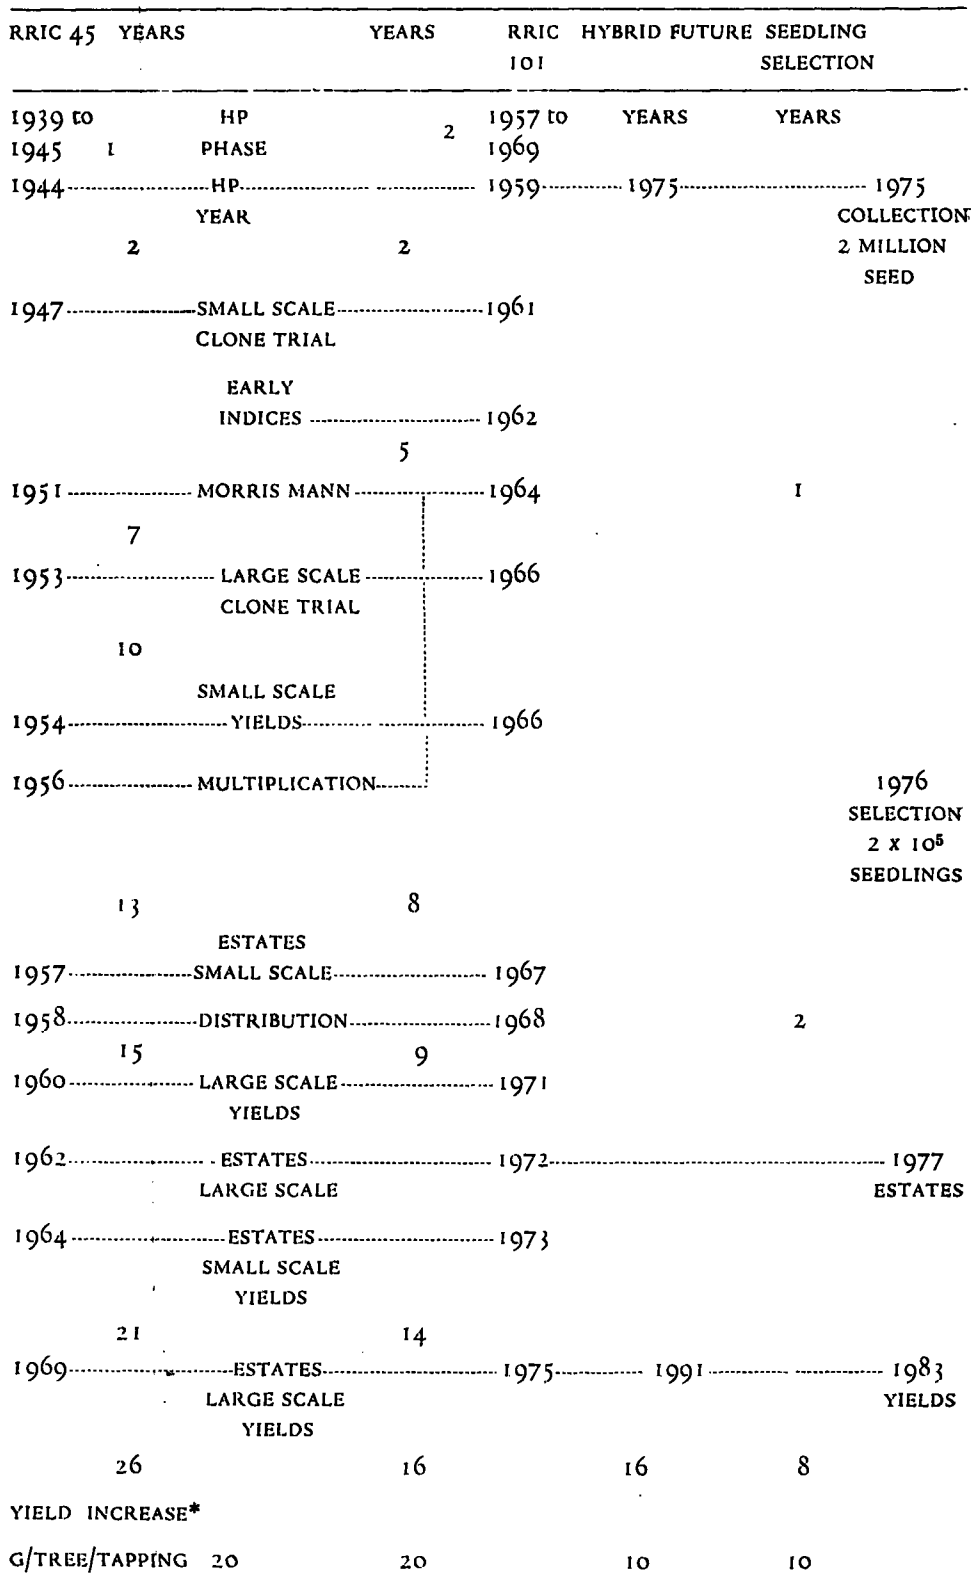 RRIC 45 YEARS YEARS RRIC HYBRID FUTURE SEEDLING
101 SELECTION
1939 to HP 2 1957 to YEARS YEARS
1945 1 PHASE 1969
1944 HP 1959 1975 1975
YEAR COLLECTION
2 2 2 MILLION
SEED
1947 SMALL SCALE 1961
CLONE TRIAL
EARLY
INDICES 1962
5
1951 MORRIS MANN 1964 1
7
1953 LARGE SCALE 1966
CLONE TRIAL
10
SMALL SCALE
1954 YIELDS 1966
1956 MULTIPLICATION 1976
SELECTION
2 X 10⁵
SEEDLINGS
13 8
ESTATES
1957 SMALL SCALE 1967
1958 DISTRIBUTION 1968 2
15 9
1960 LARGE SCALE 1971
YIELDS
1962 ESTATES 1972 1977
LARGE SCALE ESTATES
1964 ESTATES 1973
SMALL SCALE
YIELDS
21 14
1969 ESTATES 1975 1991 1983
LARGE SCALE YIELDS
YIELDS
26 16 16 8
YIELD INCREASE*
G/TREE/TAPPING 20 20 10 10